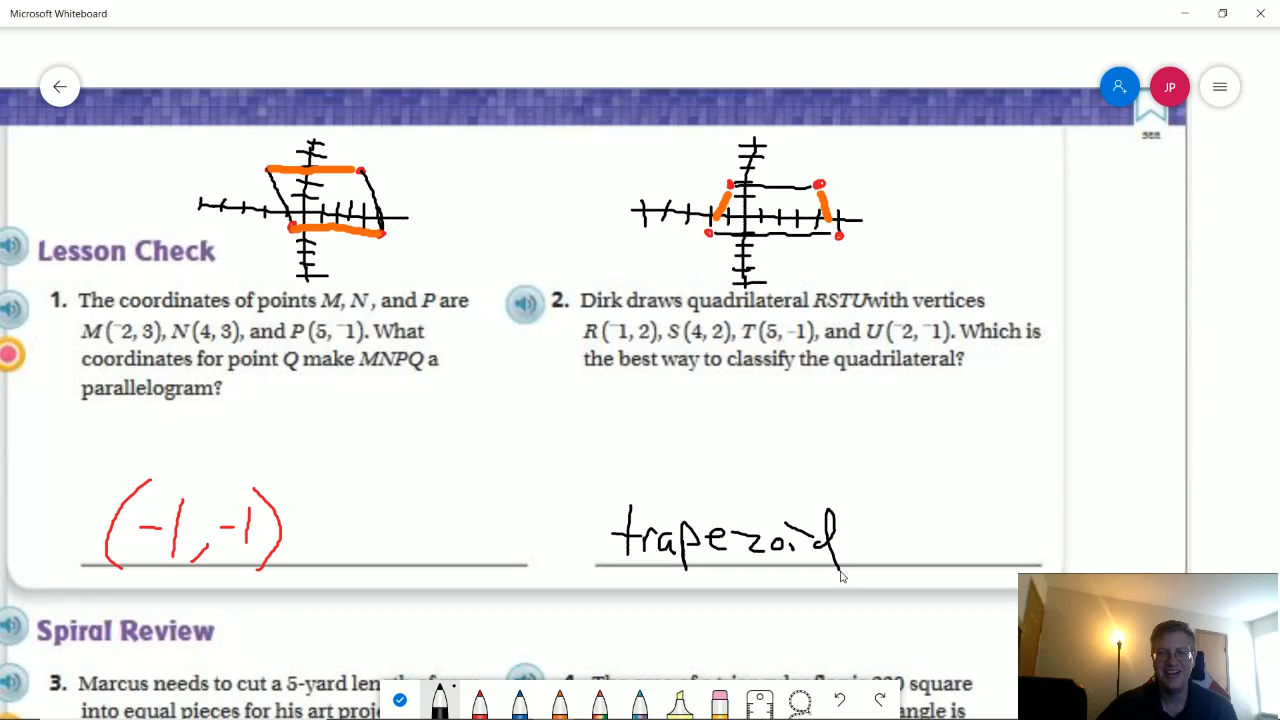 Microsoft Whiteboard
JP
Lesson Check
1. The coordinates of points M, N, and P are
M(⁻2, 3), N(4, 3), and P(5, ⁻1). What
coordinates for point Q make MNPQ a
parallelogram?
(-1, -1)
2. Dirk draws quadrilateral RSTU with vertices
R(⁻1, 2), S(4, 2), T(5, -1), and U(⁻2, ⁻1). Which is
the best way to classify the quadrilateral?
trapezoid
Spiral Review
3. Marcus needs to cut a 5-yard
into equal pieces for his art
square
angle is